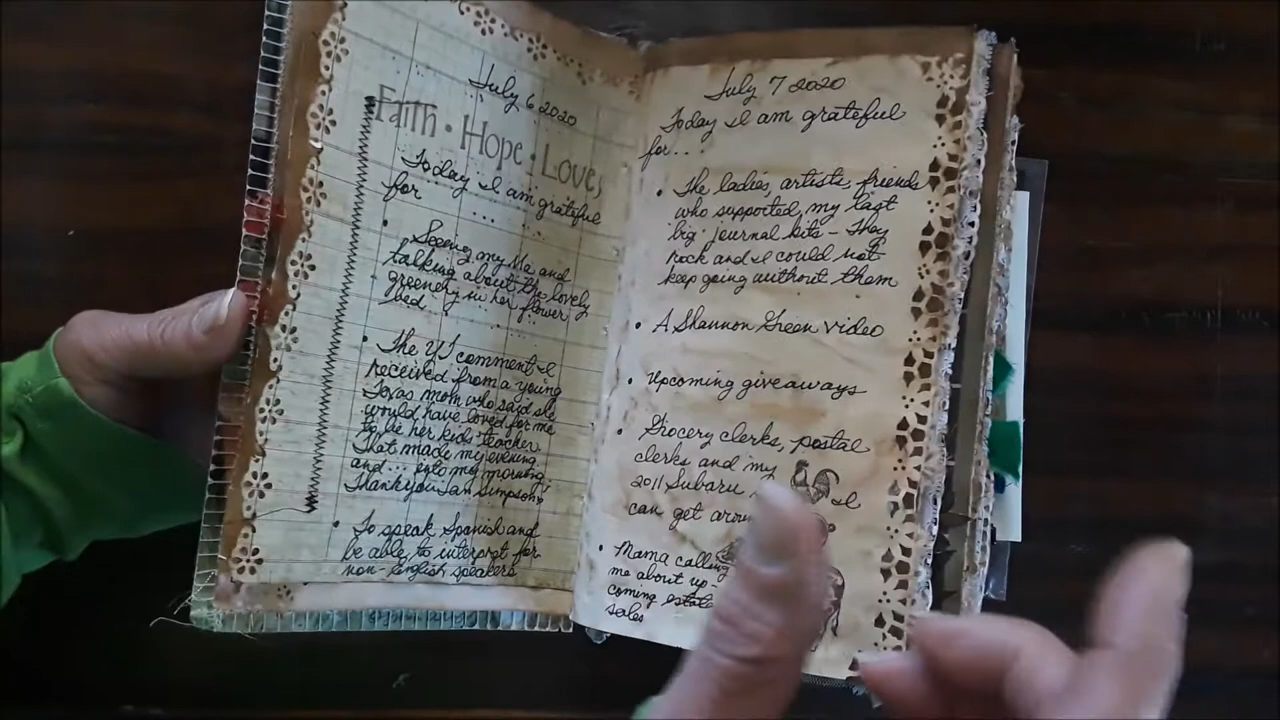 July 6 2020
Faith • Hope • Love,
Today I am grateful
for ....
• Seeing my Ma and
talking about the lovely
greenery in her flower
bed
• The YT comment I
received from a young
Texas mom who said she
would have loved for me
to be her kids' teacher.
That made my evening
and... into my morning!
Thank you Jan Simpson
• To speak Spanish and
be able to interpret for
non-English speakers
July 7 2020
Today I am grateful
for...
• The ladies, artists, friends
who supported my last
'big' journal kits - They
rock and I could not
keep going without them
• A Shannon Green video
• Upcoming giveaways
• Grocery clerks, postal
clerks and my
2011 Subaru I
can get
• Mama calling
me about up-
coming estate
sales